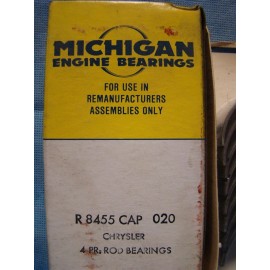 MICHIGAN
ENGINE BEARINGS
FOR USE IN
REMANUFACTURERS
ASSEMBLIES ONLY
R 8455 CAP 020
CHRYSLER
4 PR. ROD BEARINGS